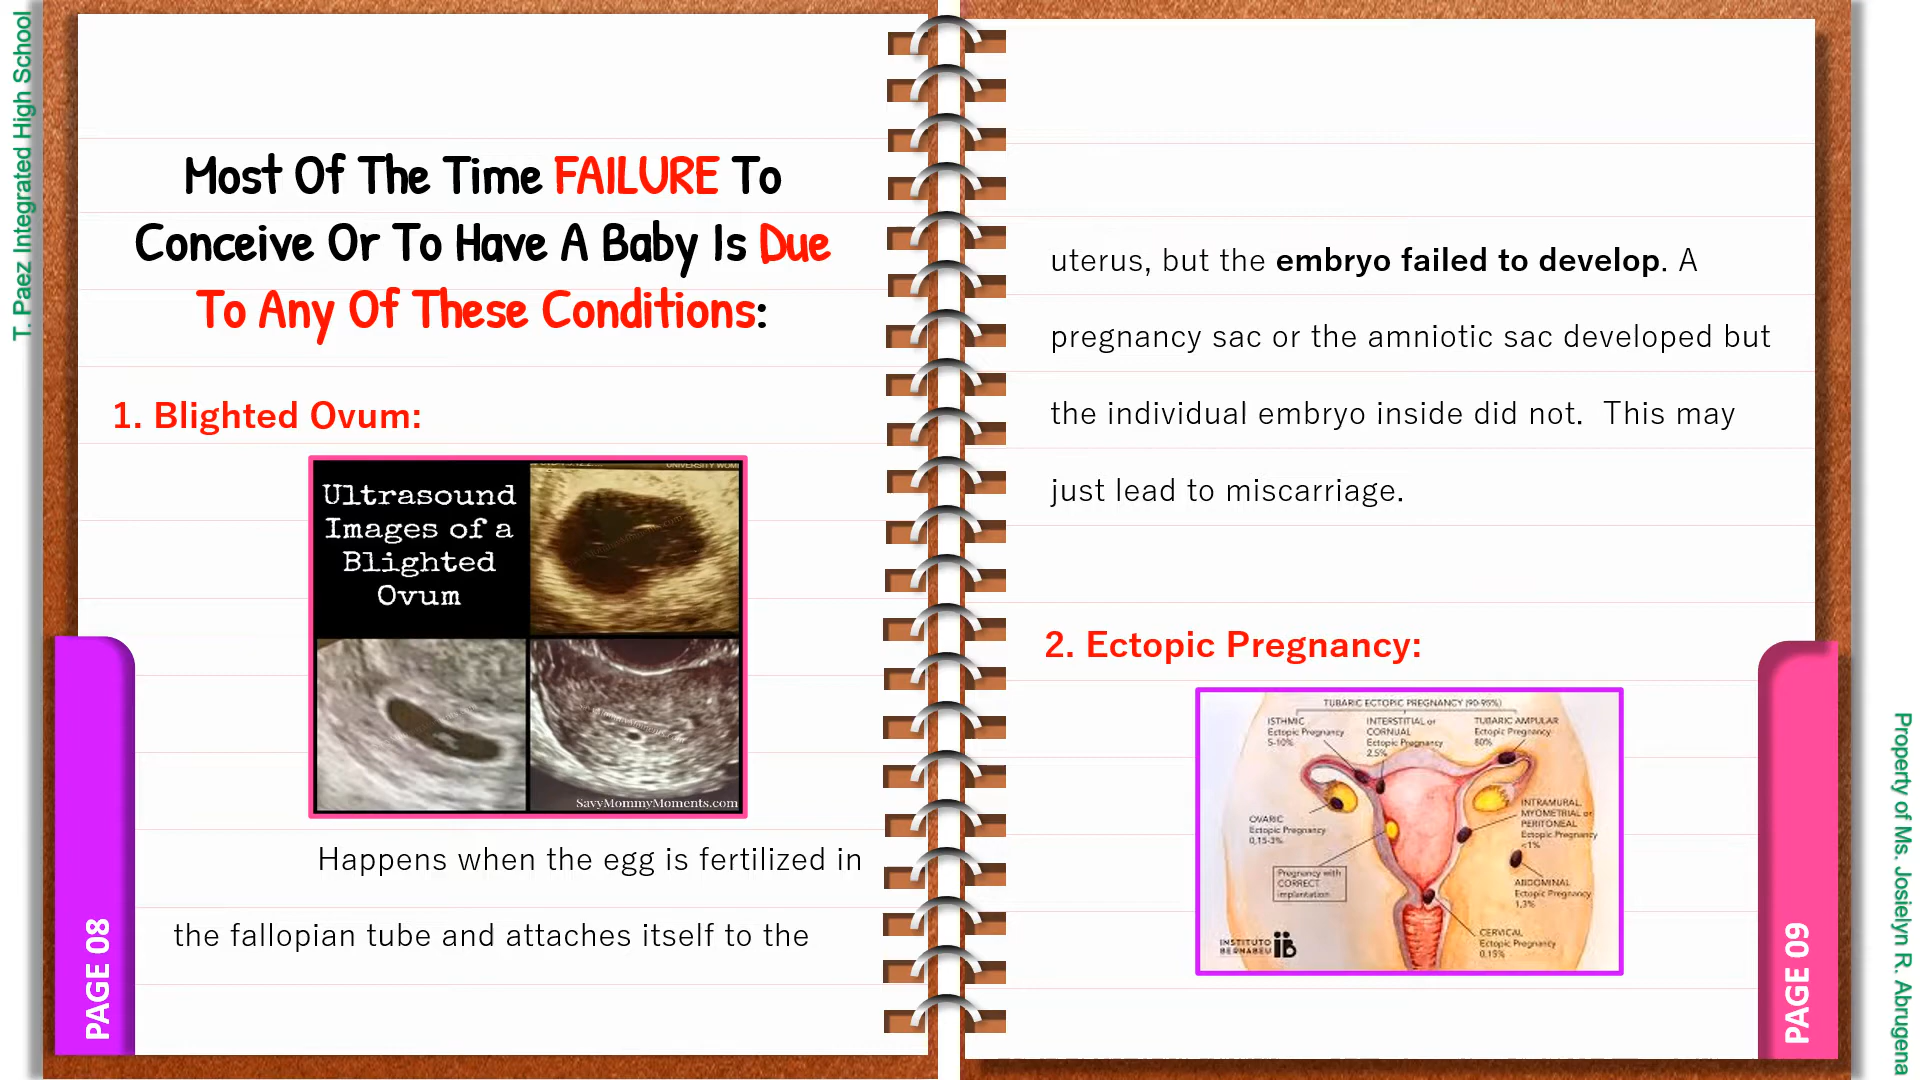 T. Paez Integrated High School
Most Of The Time FAILURE To
Conceive Or To Have A Baby Is Due
To Any Of These Conditions:
1. Blighted Ovum:
UNIVERSITY WOM
Ultrasound
Images of a
Blighted
Ovum
SavyMommyMoments.com
Happens when the egg is fertilized in
the fallopian tube and attaches itself to the
PAGE 08
uterus, but the embryo failed to develop. A
pregnancy sac or the amniotic sac developed but
the individual embryo inside did not. This may
just lead to miscarriage.
2. Ectopic Pregnancy:
TUBARIC ECTOPIC PREGNANCY (90-95%)
ISTHMIC
Ectopic Pregnancy
5-10%
INTERSTITIAL or
CORNUAL
Ectopic Pregnancy
2.5%
TUBARIC AMPULAR
Ectopic Pregnancy
80%
OVARIC
Ectopic Pregnancy
0,15-3%
INTRAMURAL,
MYOMETRIAL or
PERITONEAL
Ectopic Pregnancy
<1%
Pregnancy with
CORRECT
implantation
ABDOMINAL
Ectopic Pregnancy
1,3%
CERVICAL
Ectopic Pregnancy
0,15%
INSTITUTO
BERNABEU iB
PAGE 09
Property of Ms. Josielyn R. Abrugena